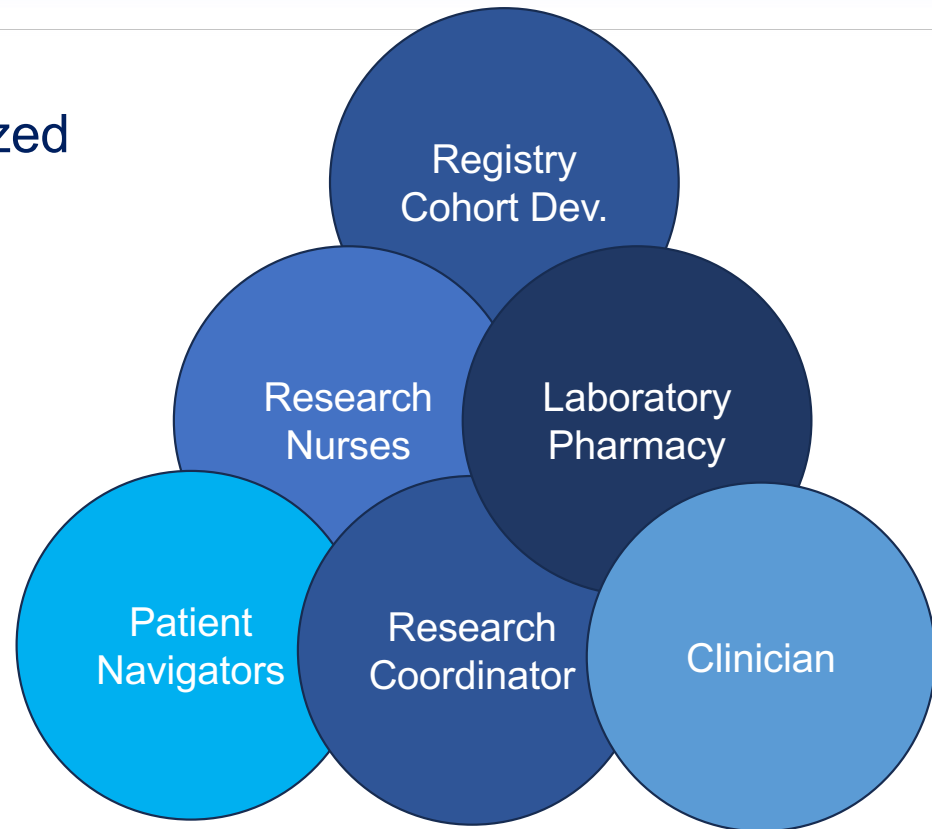 zed
Registry
Cohort Dev.
Research
Nurses
Laboratory
Pharmacy
Patient
Navigators
Research
Coordinator
Clinician